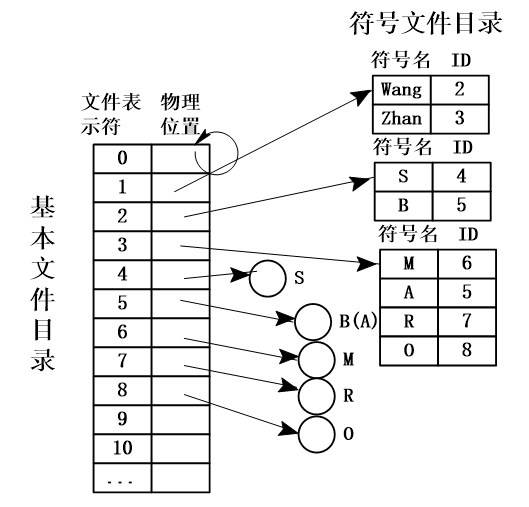 符号文件目录
符号名 ID
Wang 2
Zhan 3
符号名 ID
S 4
B 5
符号名 ID
M 6
A 5
R 7
O 8
基本文件目录
文件表示符 物理位置
0
1
2
3
4
5
6
7
8
9
10
...
S
B(A)
M
R
O